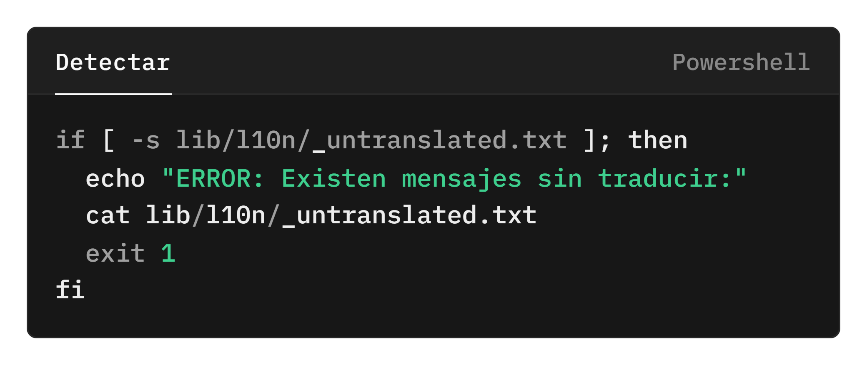 Detectar
Powershell
if [ -s lib/l10n/_untranslated.txt ]; then
  echo "ERROR: Existen mensajes sin traducir:"
  cat lib/l10n/_untranslated.txt
  exit 1
fi